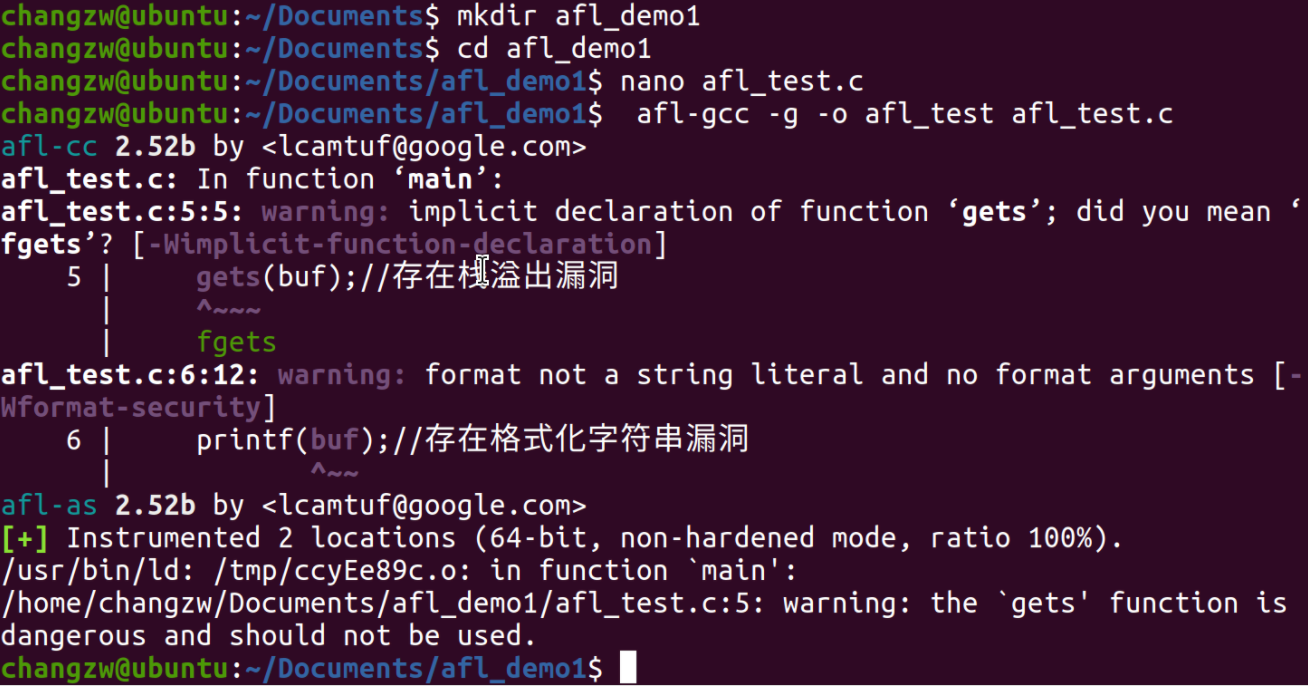 changzw@ubuntu:~/Documents$ mkdir afl_demo1
changzw@ubuntu:~/Documents$ cd afl_demo1
changzw@ubuntu:~/Documents/afl_demo1$ nano afl_test.c
changzw@ubuntu:~/Documents/afl_demo1$  afl-gcc -g -o afl_test afl_test.c
afl-cc 2.52b by <lcamtuf@google.com>
afl_test.c: In function ‘main’:
afl_test.c:5:5: warning: implicit declaration of function ‘gets’; did you mean ‘
fgets’? [-Wimplicit-function-declaration]
    5 |     gets(buf);//存在栈溢出漏洞
      |     ^~~~
      |     fgets
afl_test.c:6:12: warning: format not a string literal and no format arguments [-
Wformat-security]
    6 |     printf(buf);//存在格式化字符串漏洞
      |            ^~~
afl-as 2.52b by <lcamtuf@google.com>
[+] Instrumented 2 locations (64-bit, non-hardened mode, ratio 100%).
/usr/bin/ld: /tmp/ccyEe89c.o: in function `main':
/home/changzw/Documents/afl_demo1/afl_test.c:5: warning: the `gets' function is
dangerous and should not be used.
changzw@ubuntu:~/Documents/afl_demo1$